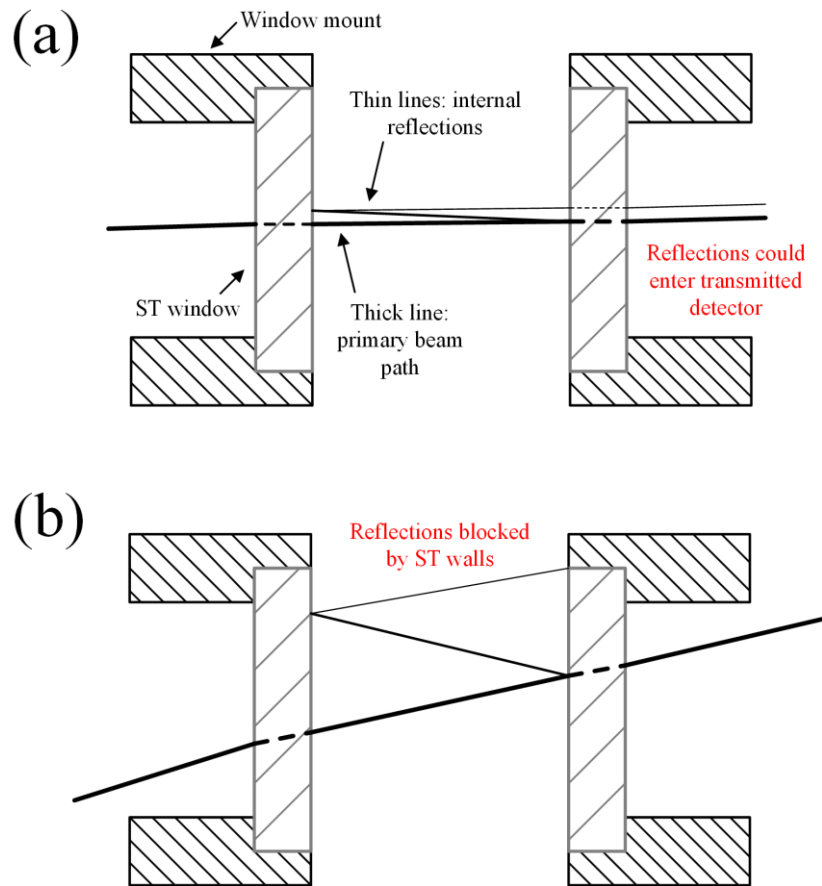 (a)
Window mount
Thin lines: internal
reflections
ST window
Thick line:
primary beam
path
Reflections could
enter transmitted
detector
(b)
Reflections blocked
by ST walls